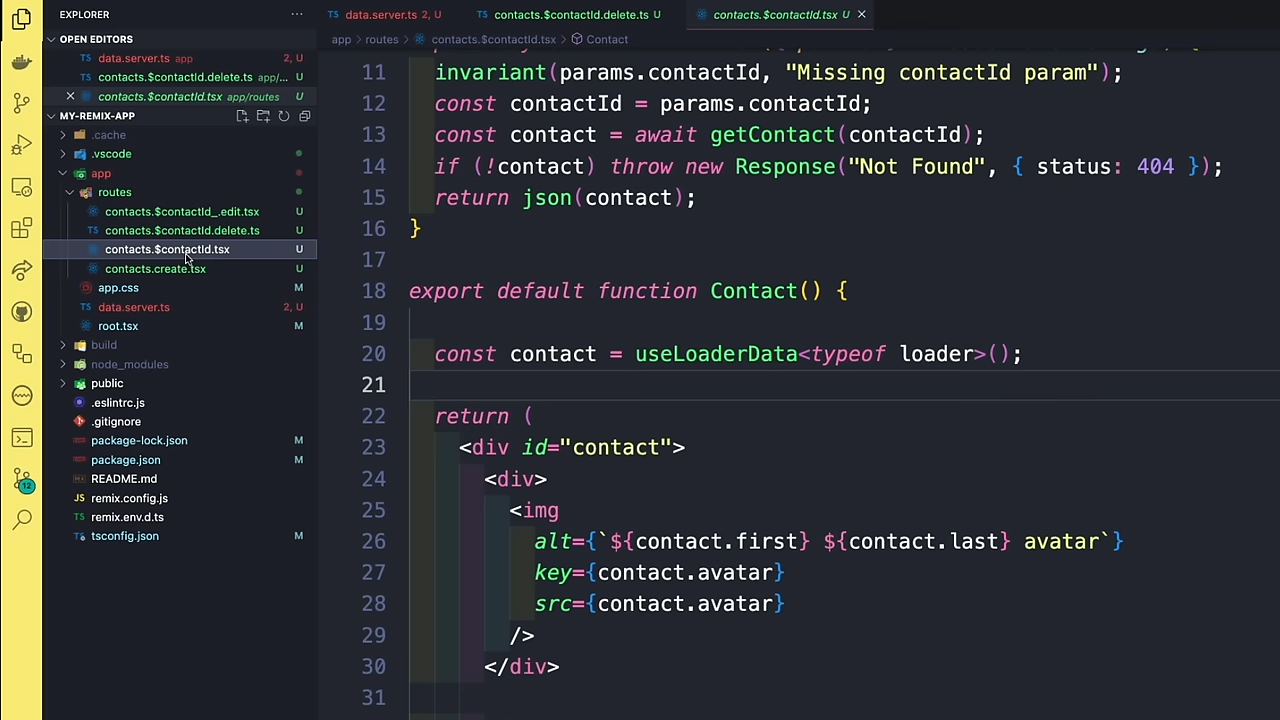 EXPLORER
OPEN EDITORS
data.server.ts app 2, U
contacts.$contactId.delete.ts app/... U
contacts.$contactId.tsx app/routes U
MY-REMIX-APP
.cache
.vscode
app
routes
contacts.$contactId_.edit.tsx U
TS contacts.$contactId.delete.ts U
contacts.$contactId.tsx U
contacts.create.tsx U
app.css M
TS data.server.ts 2, U
root.tsx M
build
node_modules
public
.eslintrc.js
.gitignore
package-lock.json M
package.json M
README.md
JS remix.config.js
TS remix.env.d.ts
TS tsconfig.json M
12
TS data.server.ts 2, U
TS contacts.$contactId.delete.ts U
contacts.$contactId.tsx U
app > routes > contacts.$contactId.tsx > Contact
11 invariant(params.contactId, "Missing contactId param");
12 const contactId = params.contactId;
13 const contact = await getContact(contactId);
14 if (!contact) throw new Response("Not Found", { status: 404 });
15 return json(contact);
16 }
17
18 export default function Contact() {
19
20 const contact = useLoaderData<typeof loader>();
21
22 return (
23 <div id="contact">
24 <div>
25 <img
26 alt={`${contact.first} ${contact.last} avatar`}
27 key={contact.avatar}
28 src={contact.avatar}
29 />
30 </div>
31